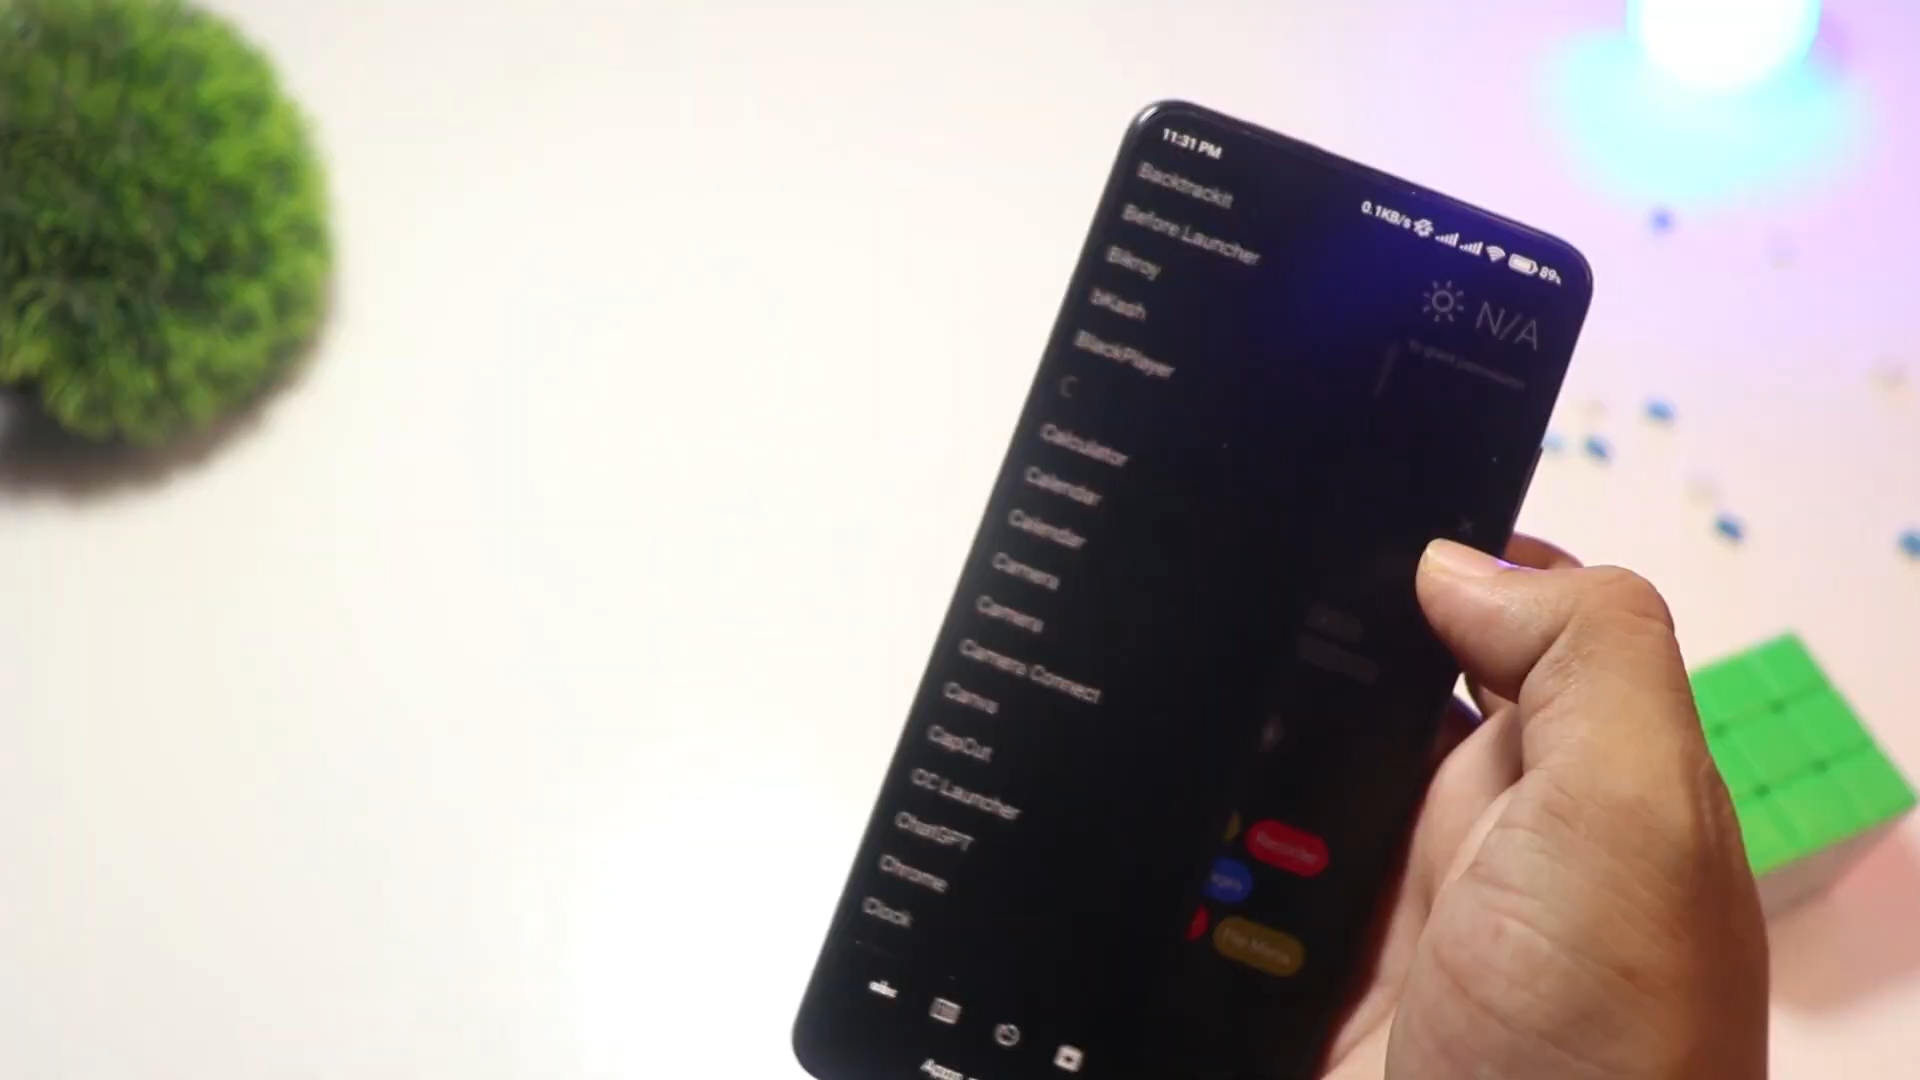 11:31 PM
0.1KB/s 89%
N/A
Backtrackit
Before Launcher
Bikroy
bKash
BlackPlayer
C
Calculator
Calendar
Calendar
Camera
Camera
Camera Connect
Canva
CapCut
CC Launcher
ChatGPT
Chrome
Clock
Recorder
abc